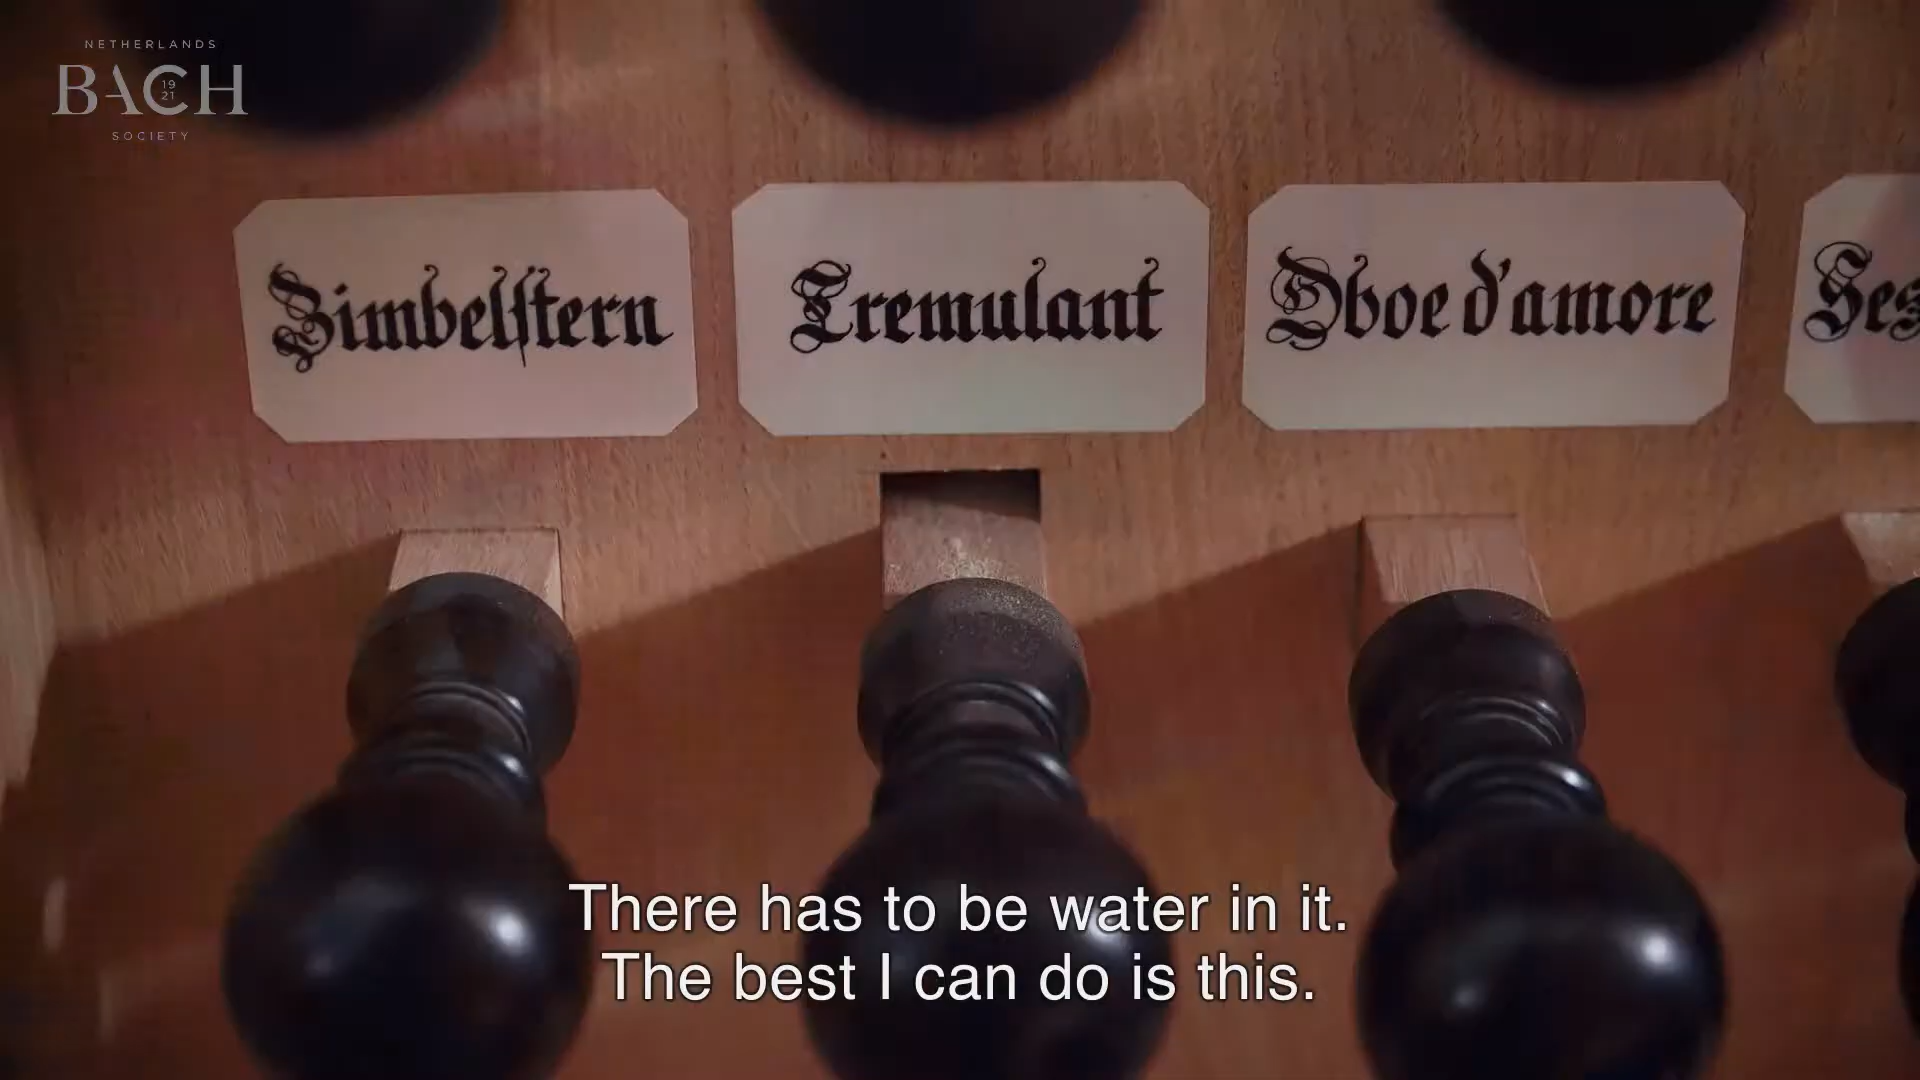 NETHERLANDS
BACH
19
21
SOCIETY
Zimbelstern
Tremulant
Oboe d'amore
Ses
There has to be water in it.
The best I can do is this.